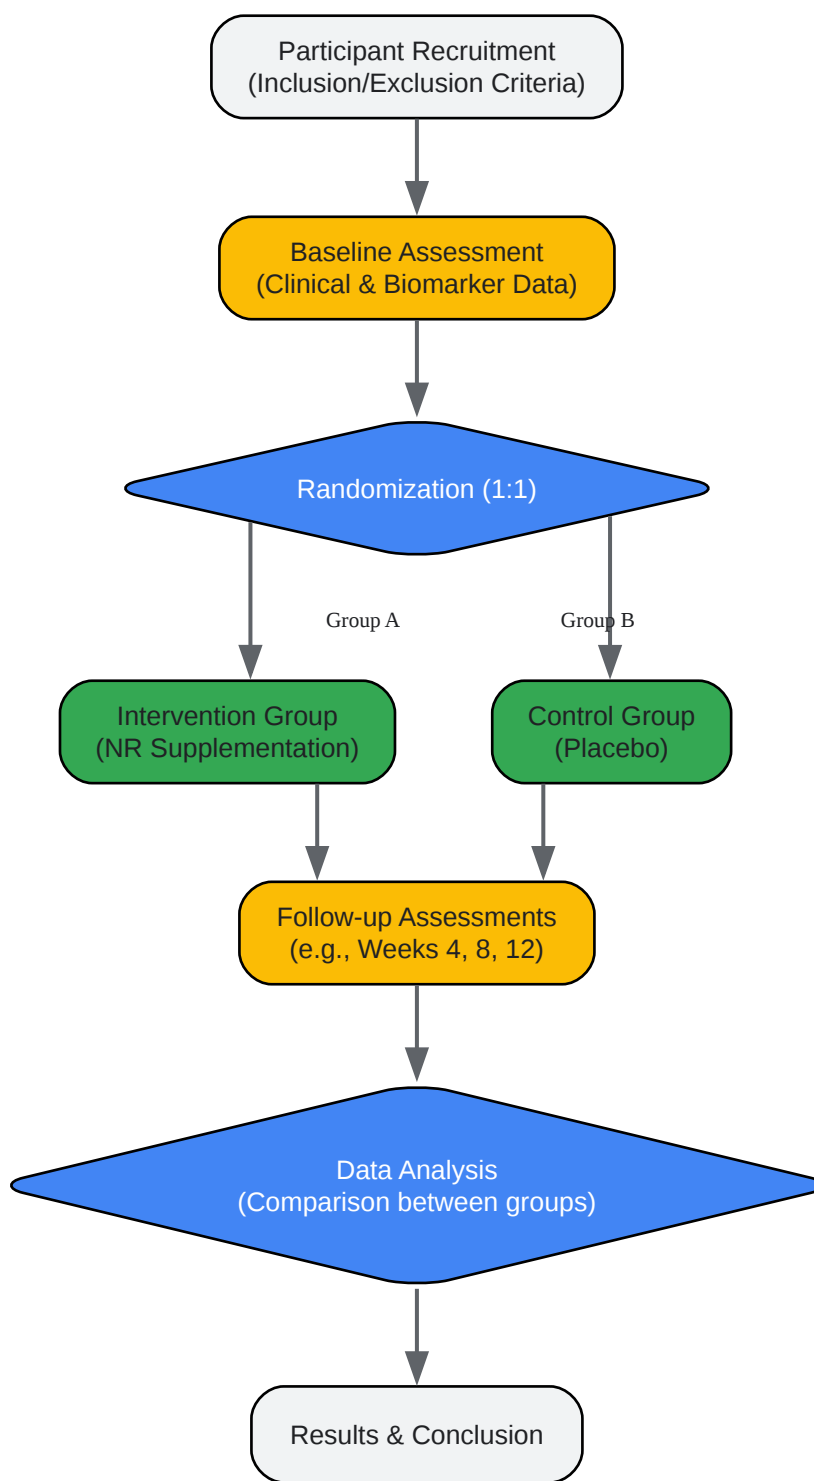 Participant Recruitment
(Inclusion/Exclusion Criteria)
Baseline Assessment
(Clinical & Biomarker Data)
Randomization (1:1)
Group A
Group B
Intervention Group
(NR Supplementation)
Control Group
(Placebo)
Follow-up Assessments
(e.g., Weeks 4, 8, 12)
Data Analysis
(Comparison between groups)
Results & Conclusion